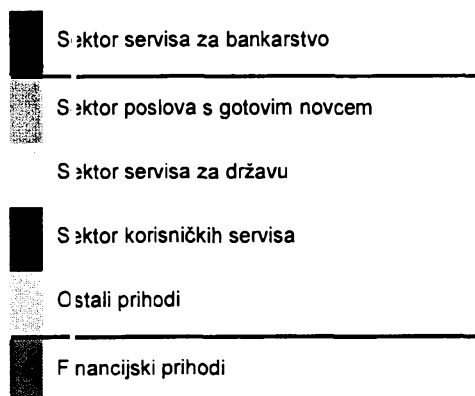 Sektor servisa za bankarstvo
Sektor poslova s gotovim novcem
Sektor servisa za državu
Sektor korisničkih servisa
Ostali prihodi
Financijski prihodi